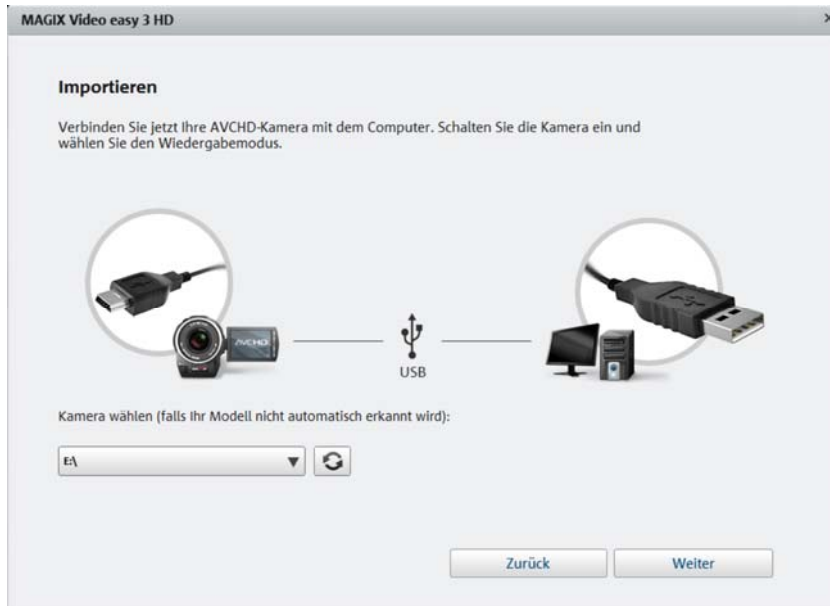 MAGIX Video easy 3 HD
Importieren
Verbinden Sie jetzt Ihre AVCHD-Kamera mit dem Computer. Schalten Sie die Kamera ein und
wählen Sie den Wiedergabemodus.
AVCHD
USB
Kamera wählen (falls Ihr Modell nicht automatisch erkannt wird):
E:\
Zurück
Weiter